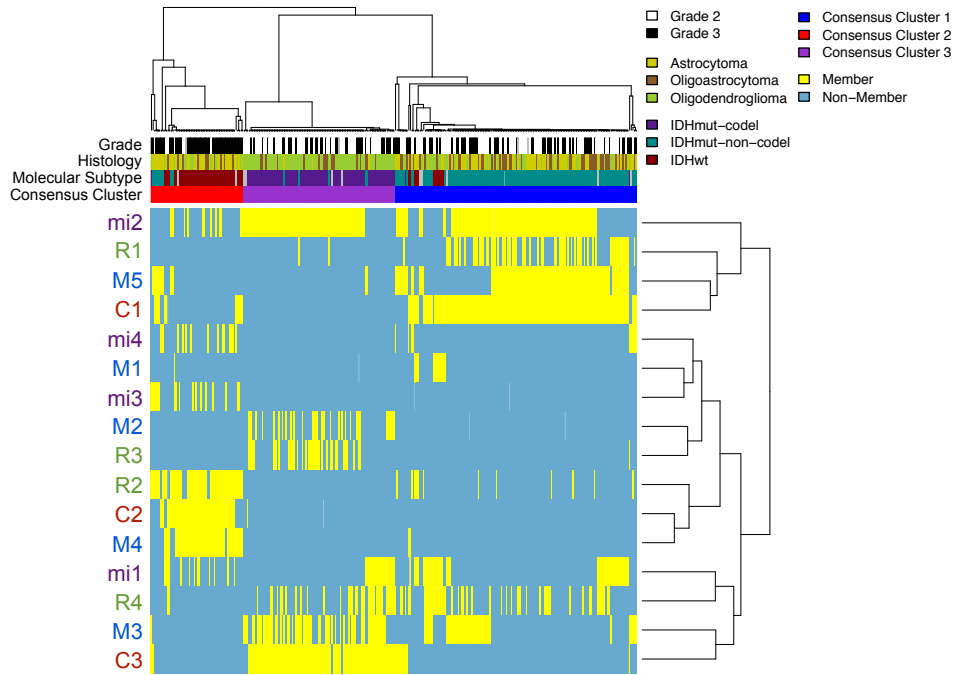 Grade 2
Grade 3
Astrocytoma
Oligoastrocytoma
Oligodendroglioma
IDHmut-codel
IDHmut-non-codel
IDHwt
Consensus Cluster 1
Consensus Cluster 2
Consensus Cluster 3
Member
Non-Member
Grade
Histology
Molecular Subtype
Consensus Cluster
mi2
R1
M5
C1
mi4
M1
mi3
M2
R3
R2
C2
M4
mi1
R4
M3
C3